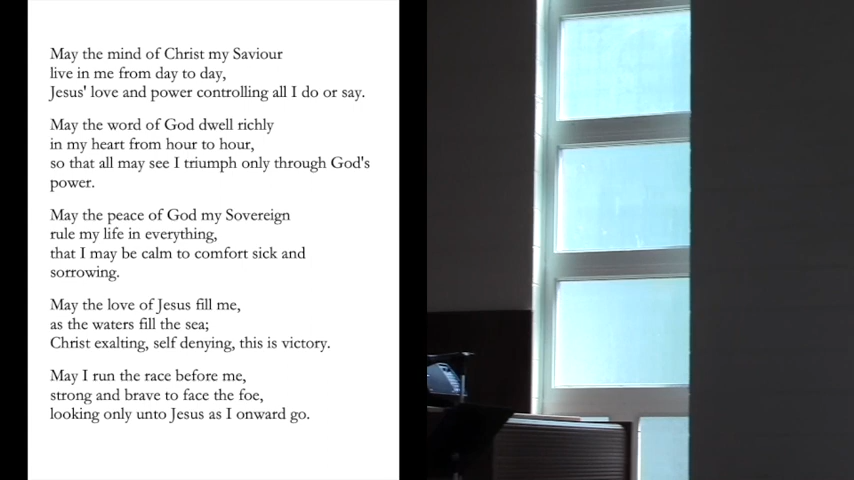 May the mind of Christ my Saviour
live in me from day to day,
Jesus' love and power controlling all I do or say.
May the word of God dwell richly
in my heart from hour to hour,
so that all may see I triumph only through God's
power.
May the peace of God my Sovereign
rule my life in everything,
that I may be calm to comfort sick and
sorrowing.
May the love of Jesus fill me,
as the waters fill the sea;
Christ exalting, self denying, this is victory.
May I run the race before me,
strong and brave to face the foe,
looking only unto Jesus as I onward go.